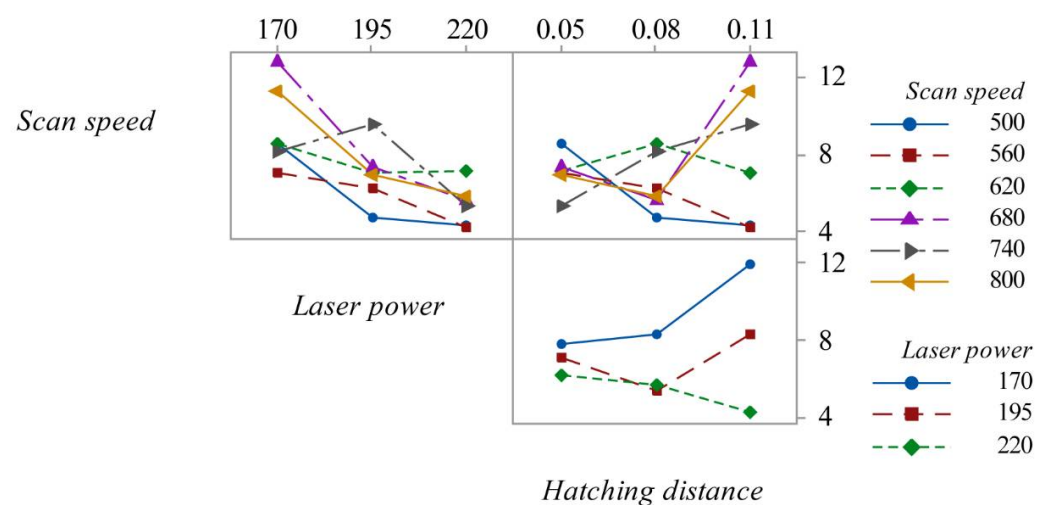 170 195 220 0.05 0.08 0.11
Scan speed
12
8
4
Scan speed
500
560
620
680
740
800
Laser power
12
8
4
Laser power
170
195
220
Hatching distance